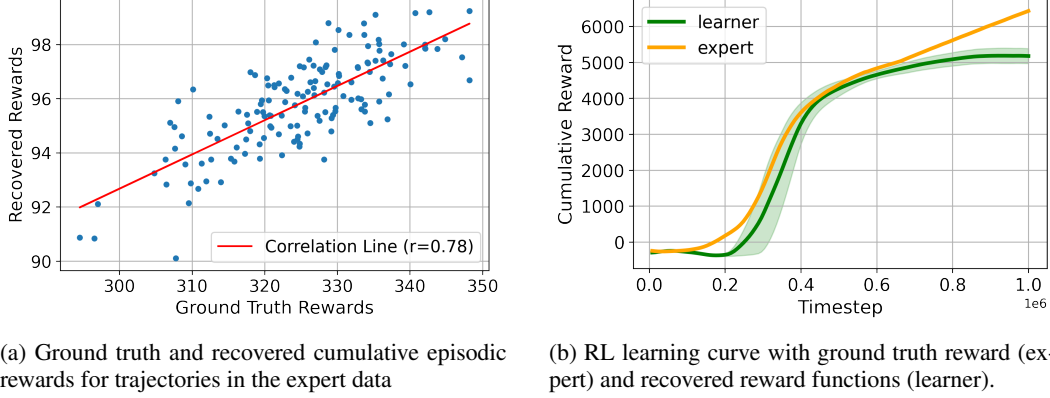 98
96
94
92
90
Recovered Rewards
Correlation Line (r=0.78)
300 310 320 330 340 350
Ground Truth Rewards
(a) Ground truth and recovered cumulative episodic
rewards for trajectories in the expert data
6000
5000
4000
3000
2000
1000
0
Cumulative Reward
learner
expert
0.0 0.2 0.4 0.6 0.8 1.0
1e6
Timestep
(b) RL learning curve with ground truth reward (ex-
pert) and recovered reward functions (learner).